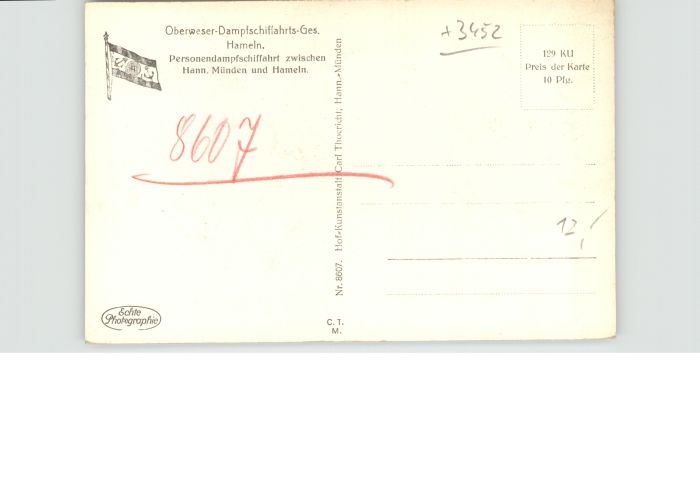 Oberweser-Dampfschiffahrts-Ges.
Hameln.
Personendampfschiffahrt zwischen
Hann. Münden und Hameln.
+3452
129 KU
Preis der Karte
10 Pfg.
8607
Nr. 8607. Hof-Kunstanstalt Carl Thoericht, Hann.-Münden
12,
Echte
Photographie
C. T.
M.